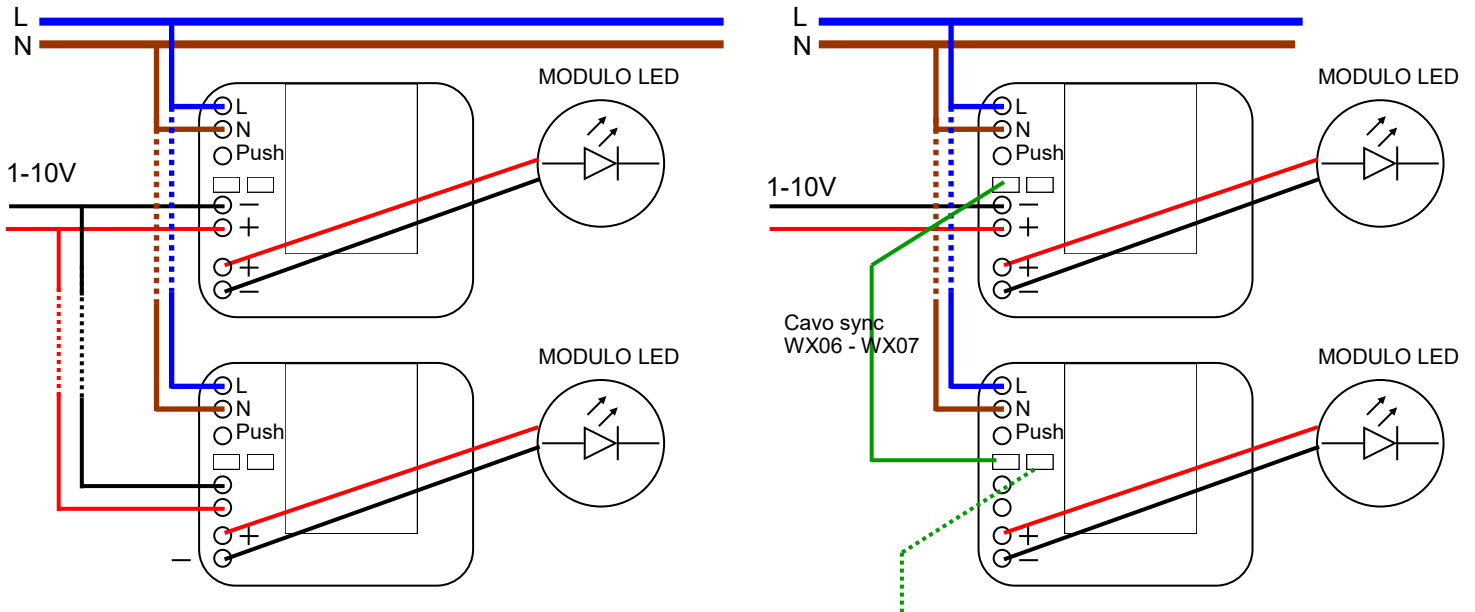 L
N
MODULO LED
L
N
Push
1-10V
−
+
+
−
MODULO LED
L
N
Push
+
−
L
N
MODULO LED
L
N
Push
1-10V
−
+
+
−
Cavo sync
WX06 - WX07
MODULO LED
L
N
Push
+
−